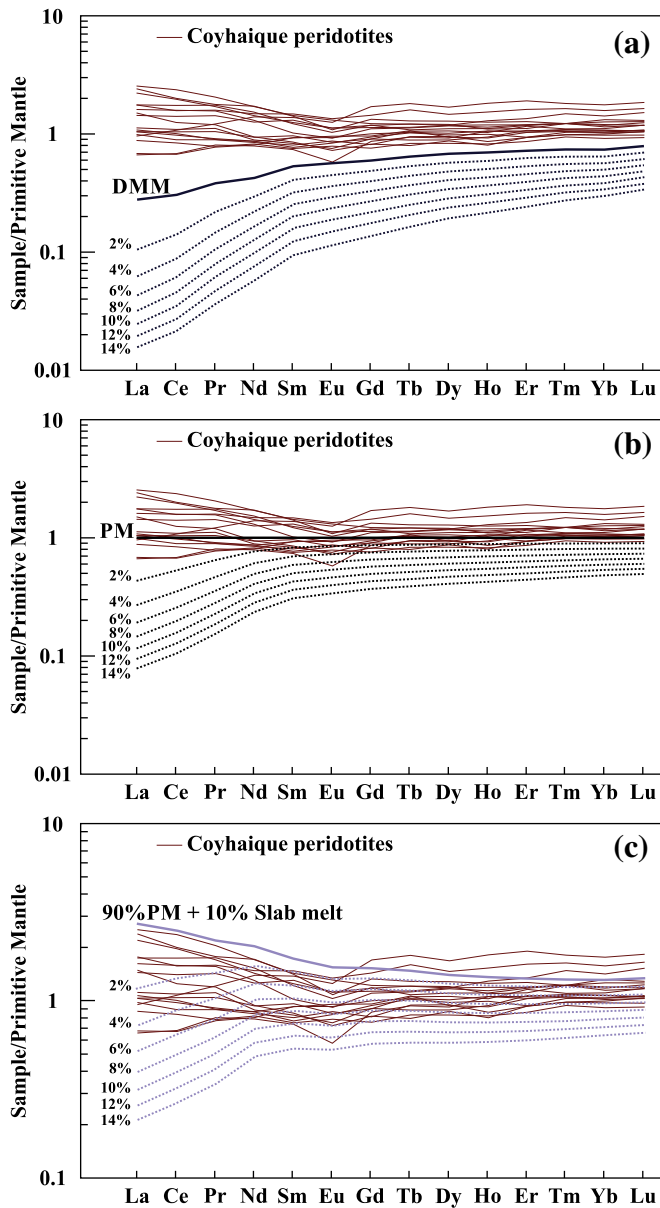 Sample/Primitive Mantle
10
1
0.1
0.01
Coyhaique peridotites
(a)
DMM
2%
4%
6%
8%
10%
12%
14%
La Ce Pr Nd Sm Eu Gd Tb Dy Ho Er Tm Yb Lu
Sample/Primitive Mantle
10
1
0.1
0.01
Coyhaique peridotites
(b)
PM
2%
4%
6%
8%
10%
12%
14%
La Ce Pr Nd Sm Eu Gd Tb Dy Ho Er Tm Yb Lu
Sample/Primitive Mantle
10
1
0.1
Coyhaique peridotites
(c)
90%PM + 10% Slab melt
2%
4%
6%
8%
10%
12%
14%
La Ce Pr Nd Sm Eu Gd Tb Dy Ho Er Tm Yb Lu